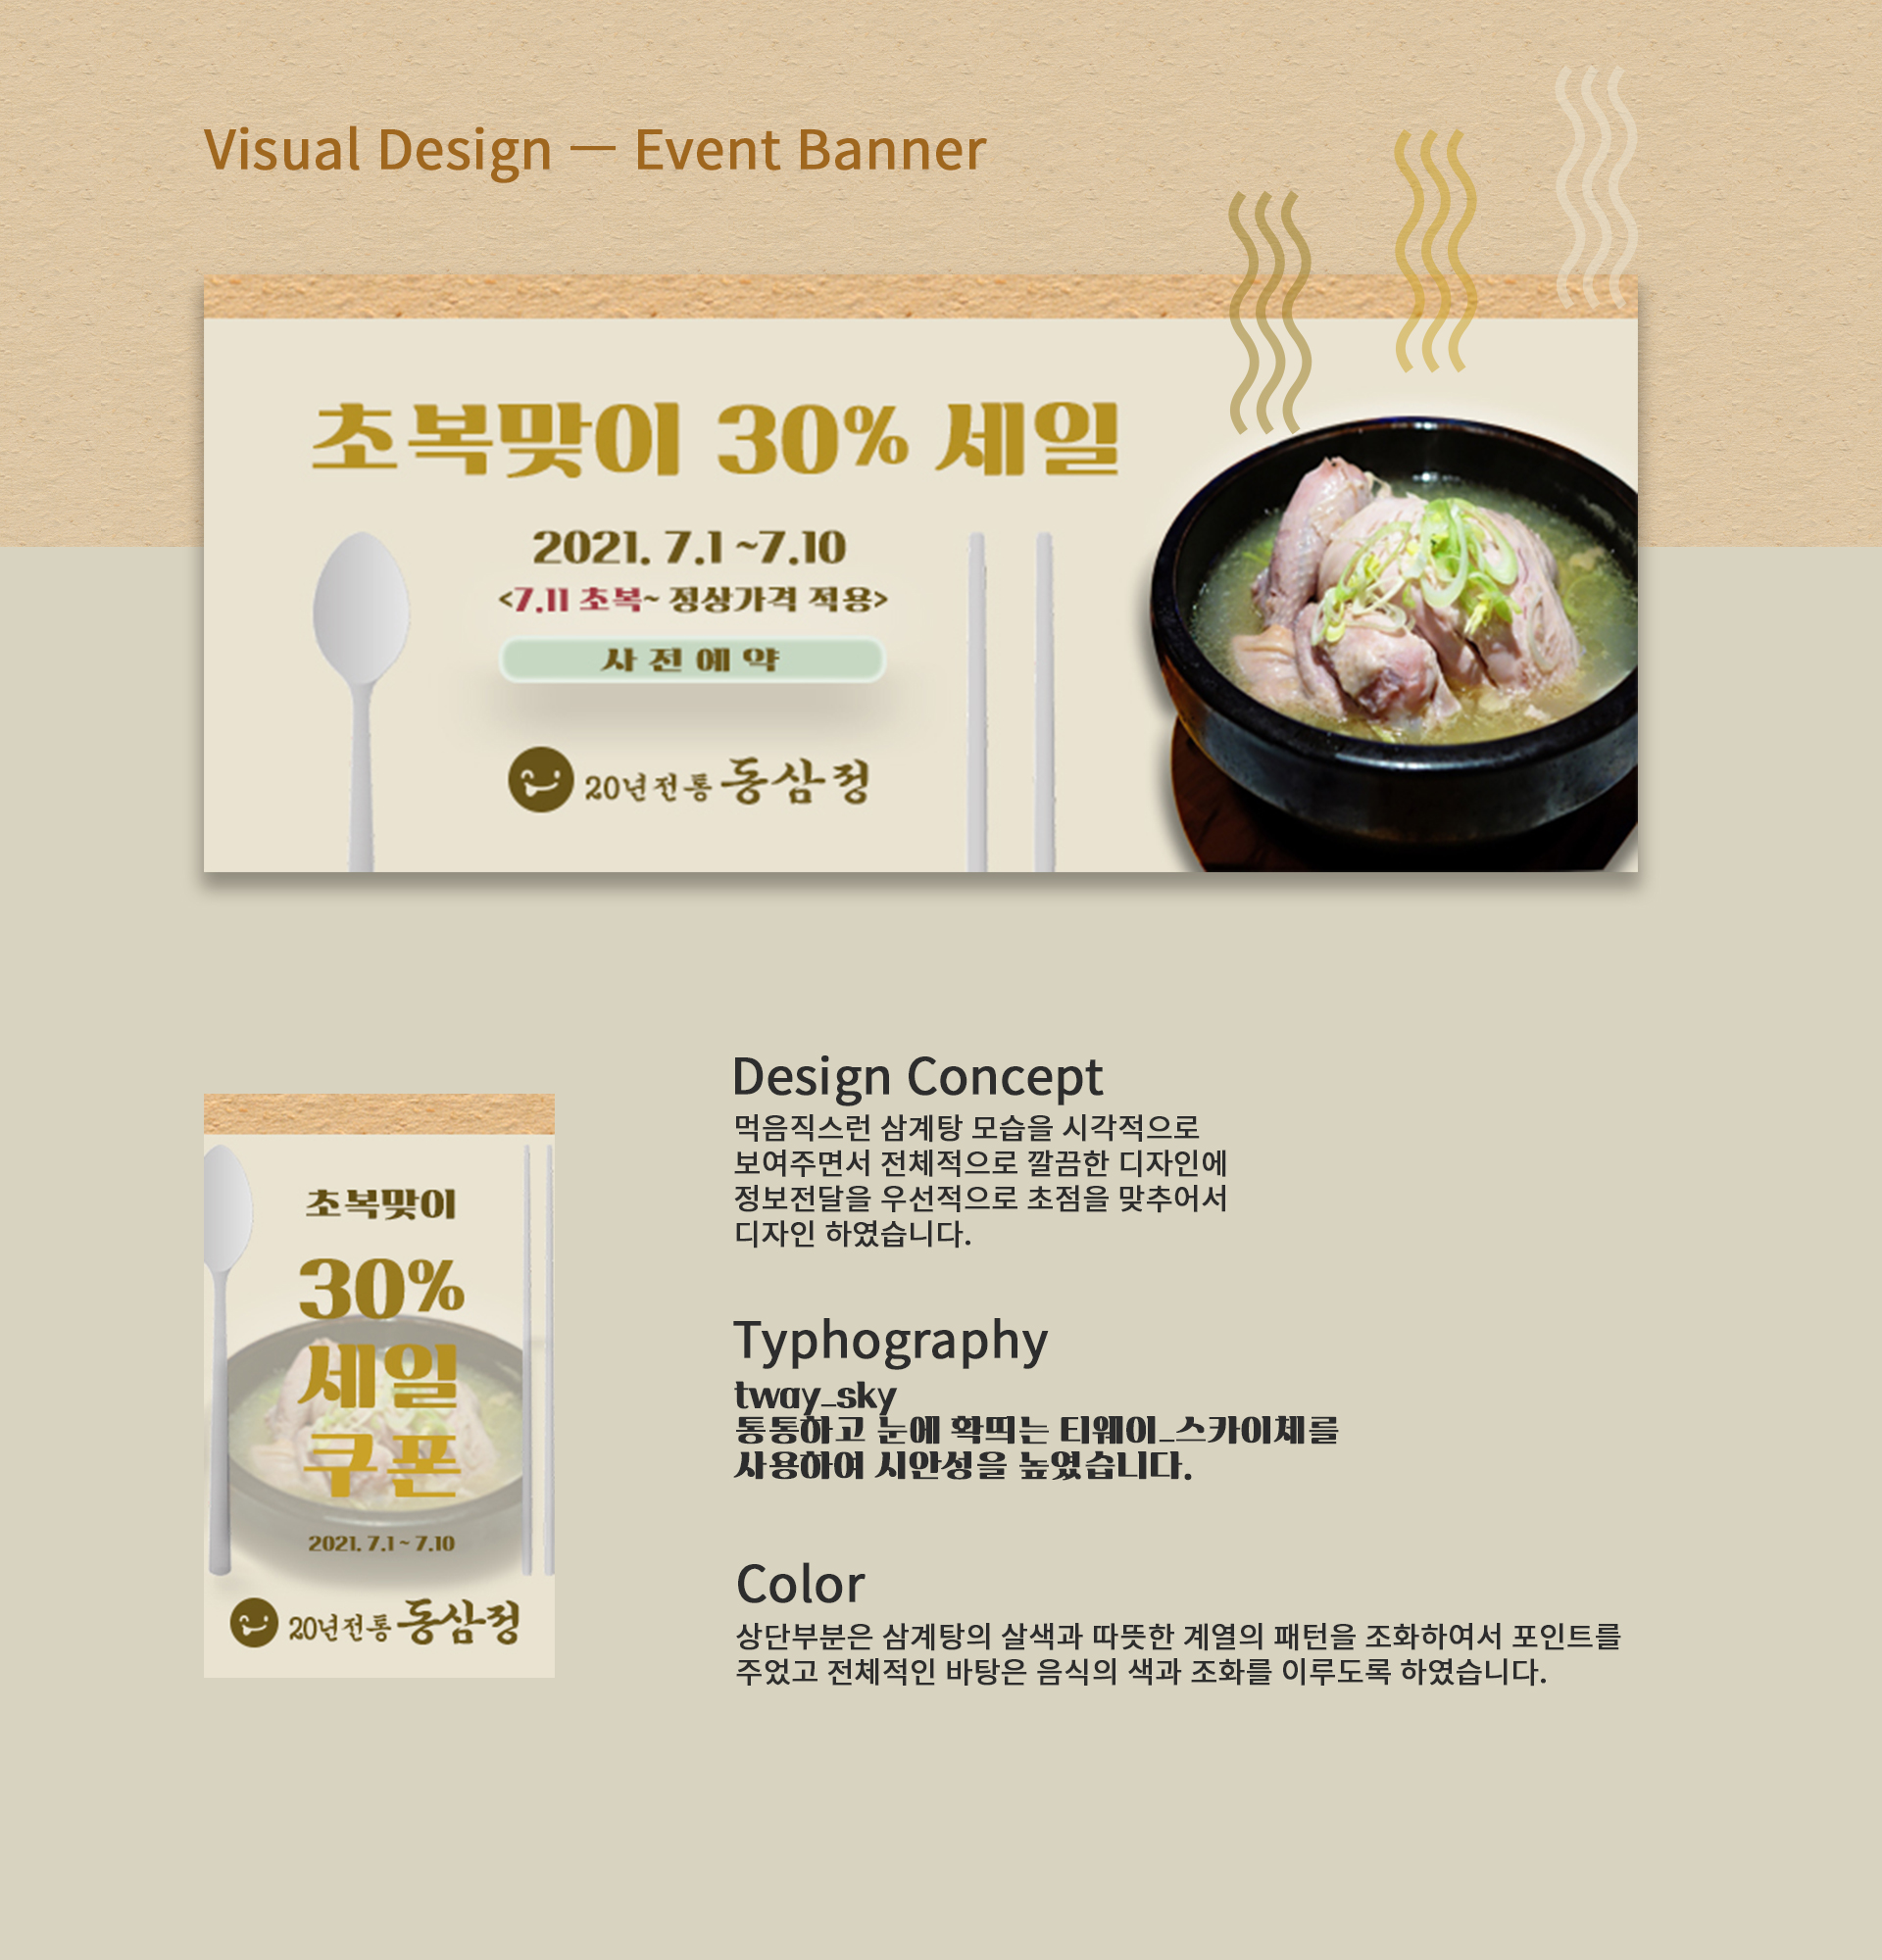 Visual Design — Event Banner
초복맞이 30% 세일
2021. 7.1 ~7.10
<7.11 초복~ 정상가격 적용>
사전예약
20년전통 동삼정
초복맞이
30%
세일
쿠폰
2021. 7.1 ~ 7.10
20년전통 동삼정
Design Concept
먹음직스런 삼계탕 모습을 시각적으로
보여주면서 전체적으로 깔끔한 디자인에
정보전달을 우선적으로 초점을 맞추어서
디자인 하였습니다.
Typhography
tway_sky
통통하고 눈에 확띄는 티웨이_스카이체를
사용하여 시안성을 높였습니다.
Color
상단부분은 삼계탕의 살색과 따뜻한 계열의 패턴을 조화하여서 포인트를
주었고 전체적인 바탕은 음식의 색과 조화를 이루도록 하였습니다.